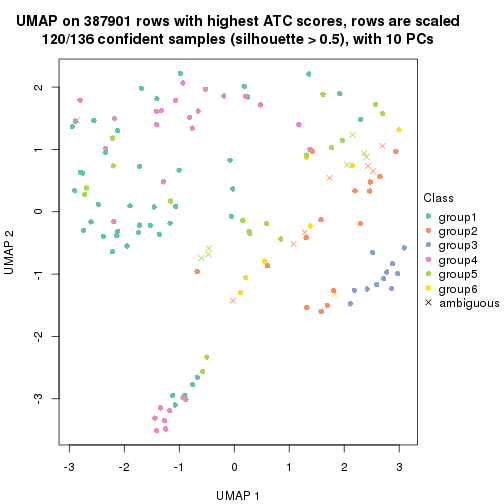 UMAP on 387901 rows with highest ATC scores, rows are scaled
120/136 confident samples (silhouette > 0.5), with 10 PCs
2
1
0
-1
-2
-3
UMAP 2
-3 -2 -1 0 1 2 3
UMAP 1
Class
group1
group2
group3
group4
group5
group6
ambiguous